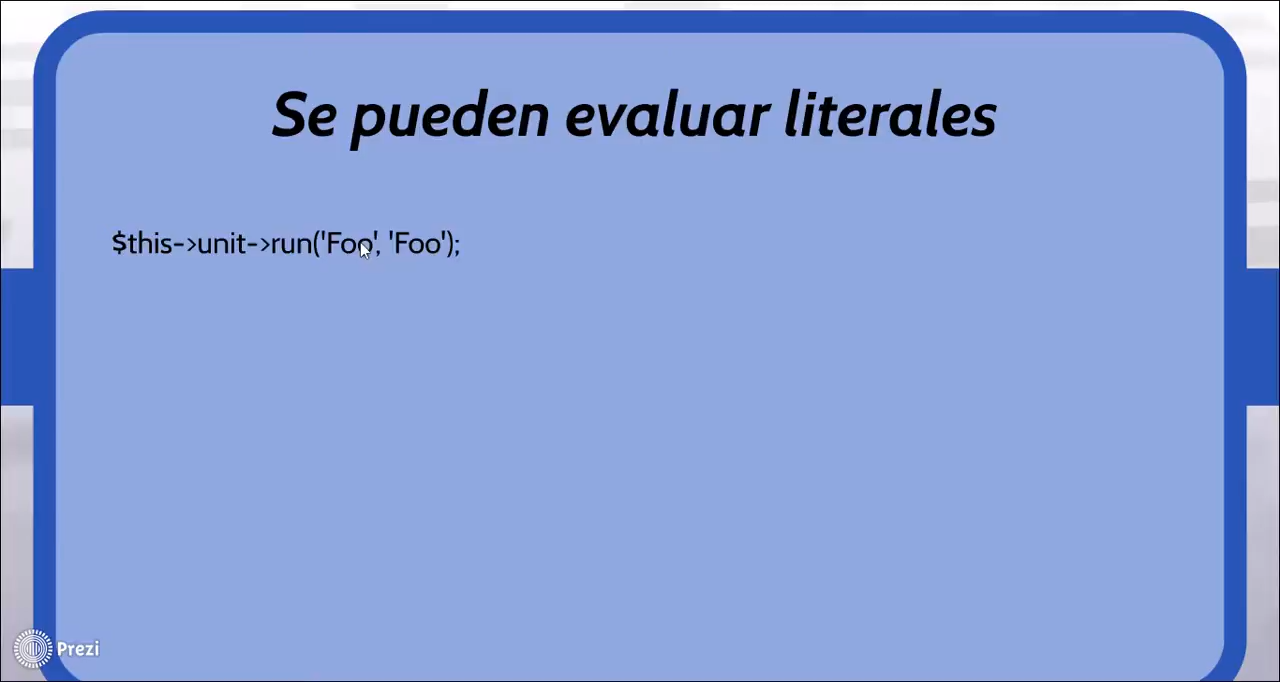 Se pueden evaluar literales
$this->unit->run('Foo', 'Foo');
Prezi